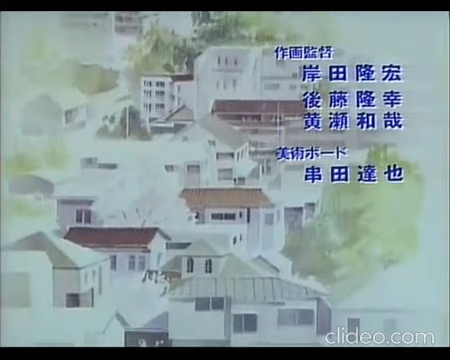 作画監督
岸田隆宏
後藤隆幸
黄瀬和哉
美術ボード
串田達也
clideo.com